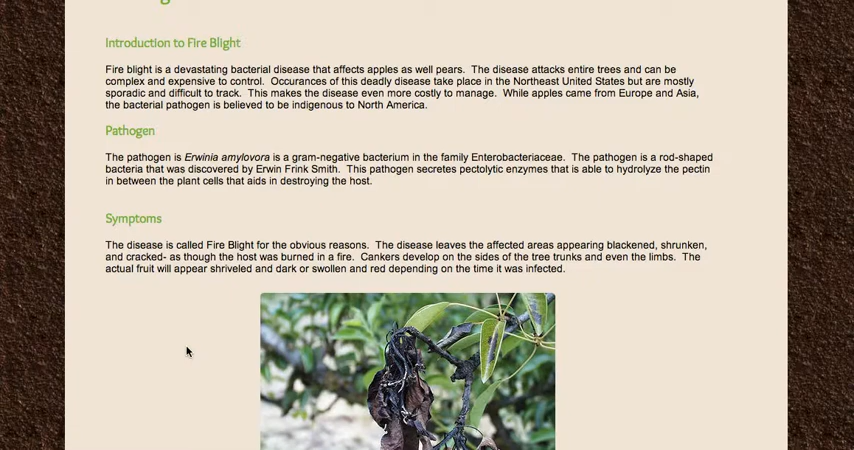 Introduction to Fire Blight
Fire blight is a devastating bacterial disease that affects apples as well pears. The disease attacks entire trees and can be
complex and expensive to control. Occurances of this deadly disease take place in the Northeast United States but are mostly
sporadic and difficult to track. This makes the disease even more costly to manage. While apples came from Europe and Asia,
the bacterial pathogen is believed to be indigenous to North America.
Pathogen
The pathogen is Erwinia amylovora is a gram-negative bacterium in the family Enterobacteriaceae. The pathogen is a rod-shaped
bacteria that was discovered by Erwin Frink Smith. This pathogen secretes pectolytic enzymes that is able to hydrolyze the pectin
in between the plant cells that aids in destroying the host.
Symptoms
The disease is called Fire Blight for the obvious reasons. The disease leaves the affected areas appearing blackened, shrunken,
and cracked- as though the host was burned in a fire. Cankers develop on the sides of the tree trunks and even the limbs. The
actual fruit will appear shriveled and dark or swollen and red depending on the time it was infected.